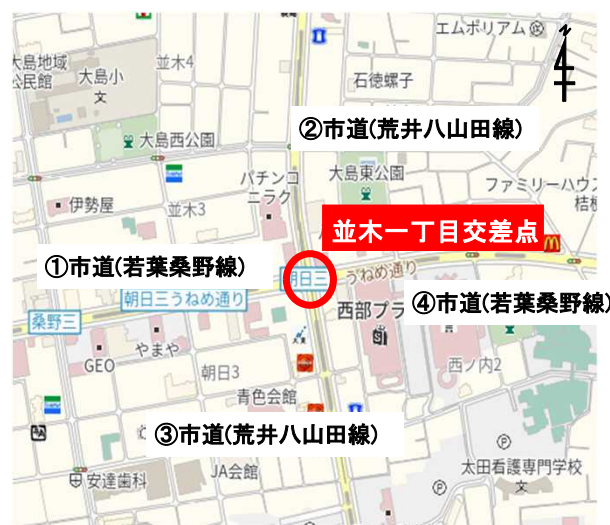 エムポリアム
大島地域
公民館
大島小
文
並木4
石徳螺子
②市道(荒井八山田線)
大島西公園
パチンコ
ニラク
大島東公園
ファミリーハウス
桔梗
伊勢屋
並木3
並木一丁目交差点
①市道(若葉桑野線)
朝日三
うねめ通り
朝日三うねめ通り
西部プラ
④市道(若葉桑野線)
桑野三
GEO
やまや
朝日3
西ノ内2
青色会館
③市道(荒井八山田線)
安達歯科
JA会館
太田看護専門学校
文